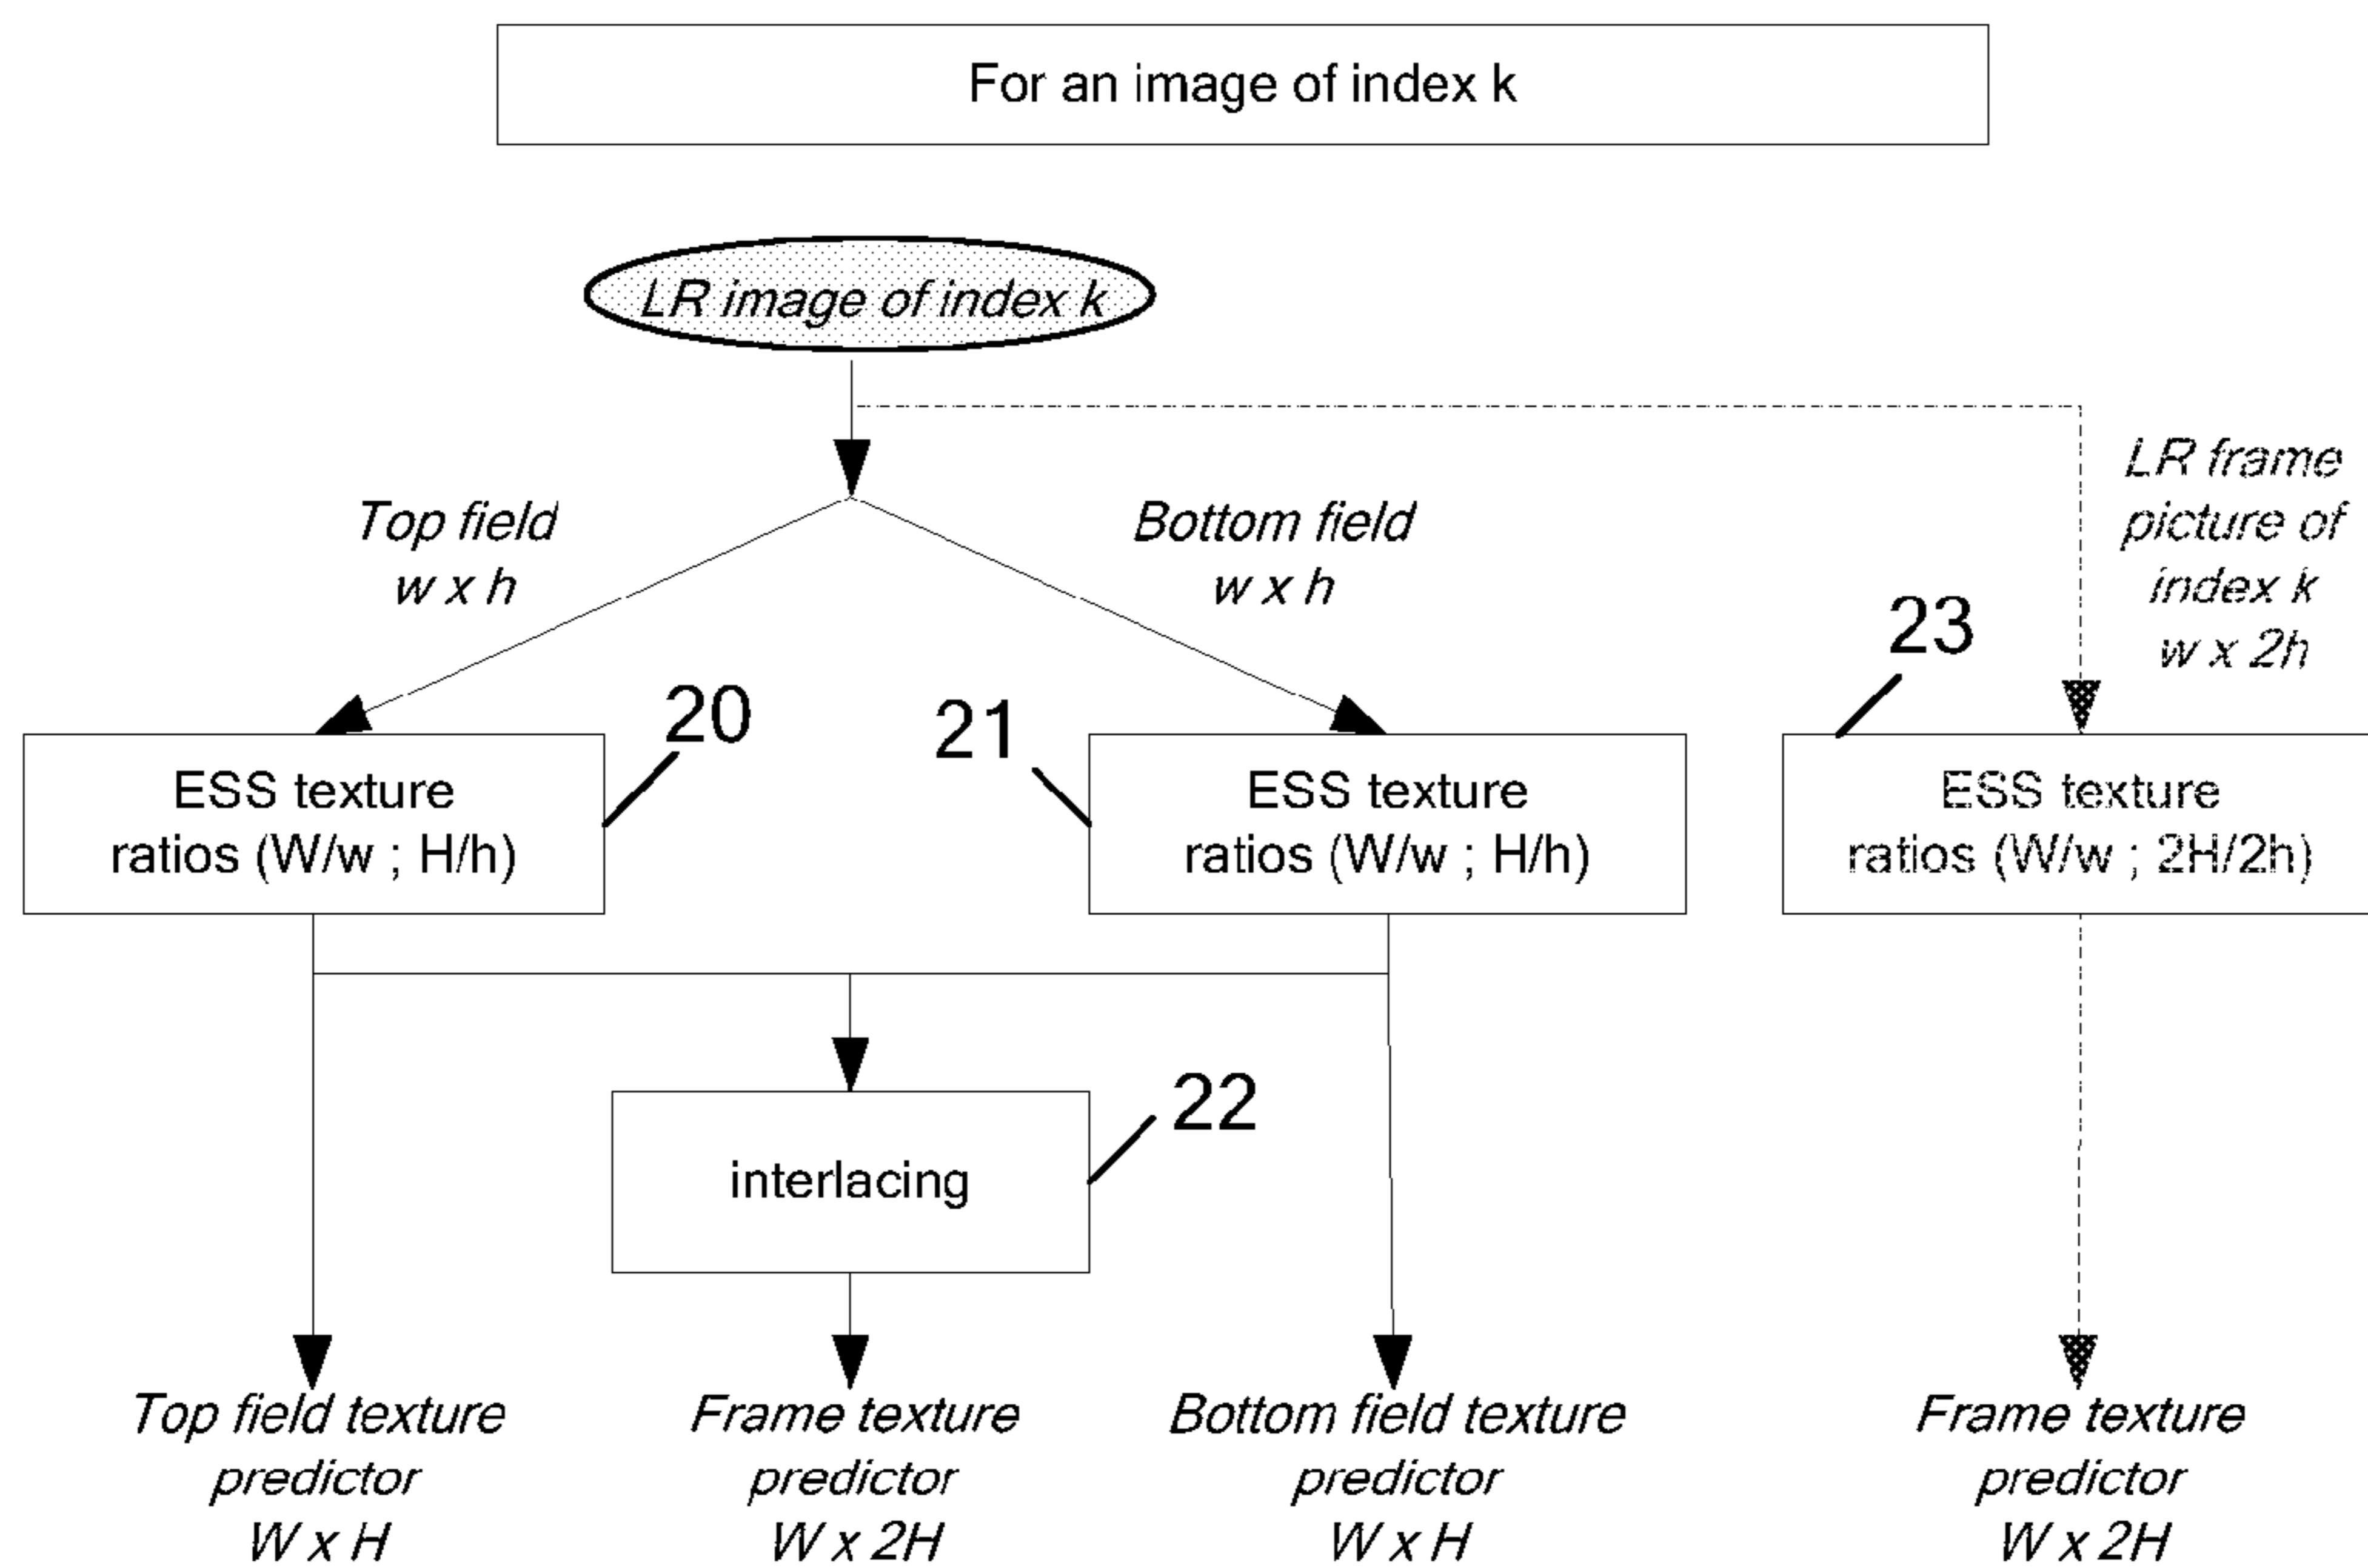 For an image of index k
LR image of index k
Top field
w x h
Bottom field
w x h
LR frame
picture of
index k
w x 2h
20
21
23
ESS texture
ratios (W/w ; H/h)
ESS texture
ratios (W/w ; H/h)
ESS texture
ratios (W/w ; 2H/2h)
22
interlacing
Top field texture
predictor
W x H
Frame texture
predictor
W x 2H
Bottom field texture
predictor
W x H
Frame texture
predictor
W x 2H